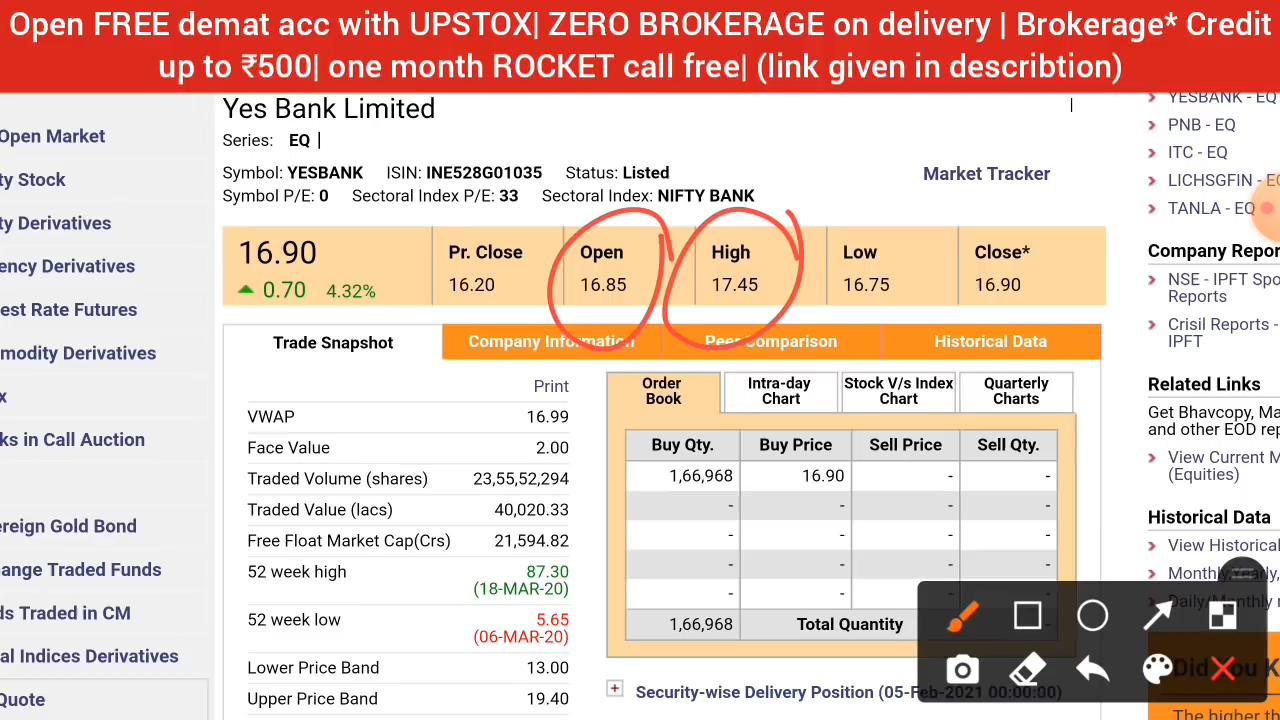 Open FREE demat acc with UPSTOX| ZERO BROKERAGE on delivery | Brokerage* Credit
up to ₹500| one month ROCKET call free| (link given in describtion)
Yes Bank Limited
Series: EQ |
Symbol: YESBANK ISIN: INE528G01035 Status: Listed
Symbol P/E: 0 Sectoral Index P/E: 33 Sectoral Index: NIFTY BANK
Market Tracker
16.90
0.70 4.32%
Pr. Close Open High Low Close*
16.20 16.85 17.45 16.75 16.90
Trade Snapshot Company Information Peer Comparison Historical Data
Print
VWAP 16.99
Face Value 2.00
Traded Volume (shares) 23,55,52,294
Traded Value (lacs) 40,020.33
Free Float Market Cap(Crs) 21,594.82
52 week high 87.30
(18-MAR-20)
52 week low 5.65
(06-MAR-20)
Lower Price Band 13.00
Upper Price Band 19.40
Order Book Intra-day Chart Stock V/s Index Chart Quarterly Charts
Buy Qty. Buy Price Sell Price Sell Qty.
1,66,968 16.90 - -
- - - -
- - - -
- - - -
- - - -
1,66,968 Total Quantity -
+ Security-wise Delivery Position (05-Feb-2021 00:00:00)
Open Market
ty Stock
ty Derivatives
ency Derivatives
est Rate Futures
modity Derivatives
x
ks in Call Auction
ereign Gold Bond
ange Traded Funds
ds Traded in CM
al Indices Derivatives
Quote
YESBANK - EQ
PNB - EQ
ITC - EQ
LICHSGFIN - EQ
TANLA - EQ
Company Repor
NSE - IPFT Spo
Reports
Crisil Reports -
IPFT
Related Links
Get Bhavcopy, Ma
and other EOD rep
View Current M
(Equities)
Historical Data
View Historical
Monthly,yearly,
Daily/Monthly
Did You K
The higher th